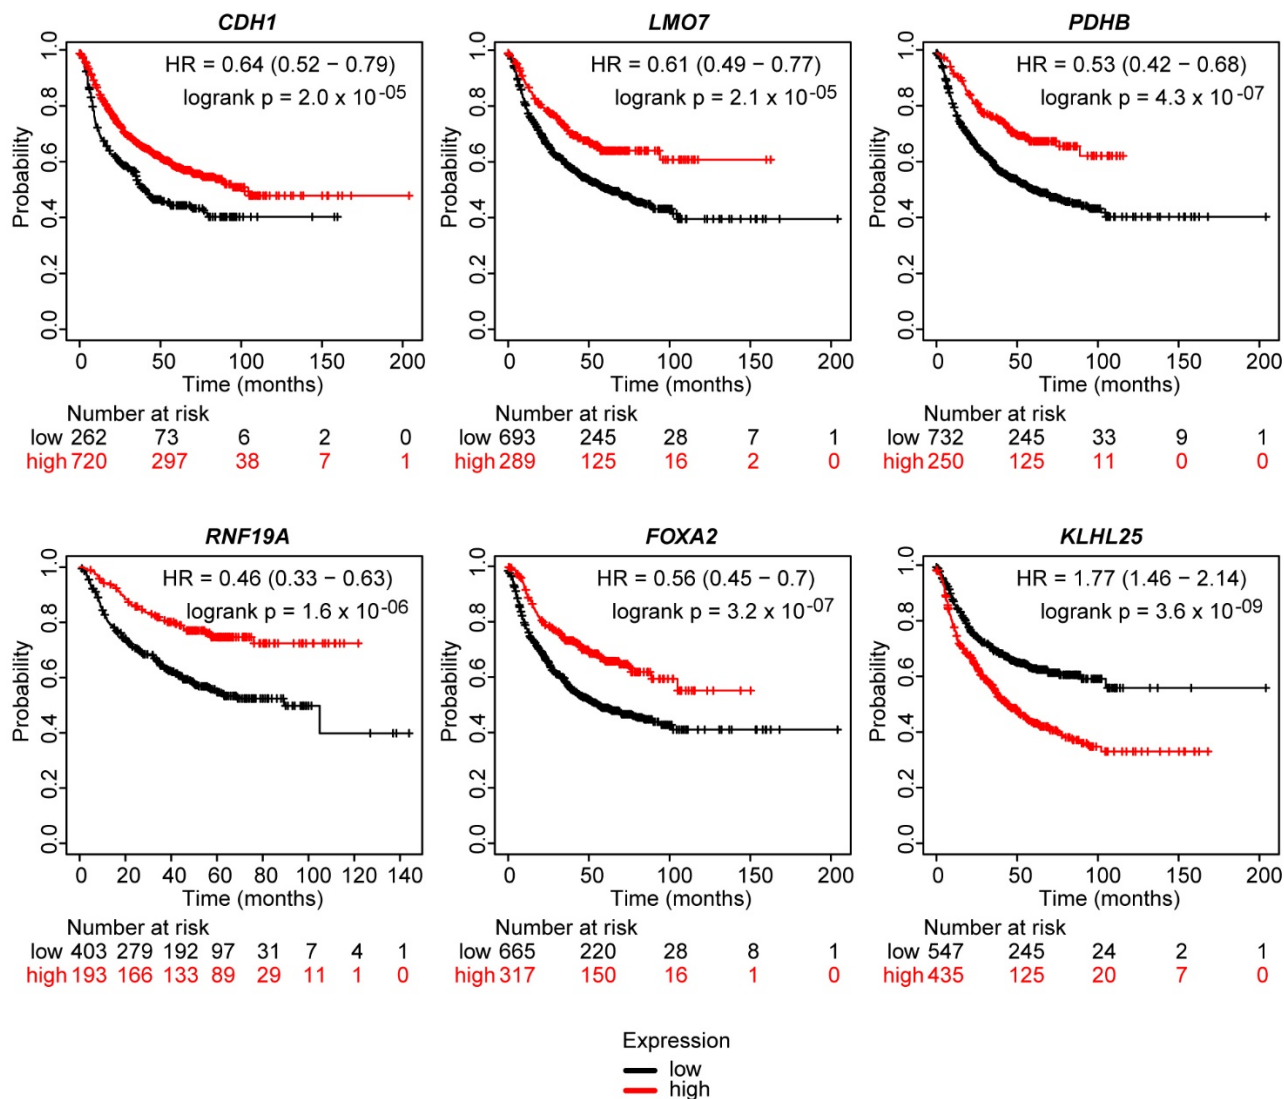 CDH1
HR = 0.64 (0.52 – 0.79)
logrank p = 2.0 x 10-05
Probability
0.0 0.2 0.4 0.6 0.8 1.0
0 50 100 150 200
Time (months)
Number at risk
low 262 73 6 2 0
high 720 297 38 7 1
LMO7
HR = 0.61 (0.49 – 0.77)
logrank p = 2.1 x 10-05
Probability
0.0 0.2 0.4 0.6 0.8 1.0
0 50 100 150 200
Time (months)
Number at risk
low 693 245 28 7 1
high 289 125 16 2 0
PDHB
HR = 0.53 (0.42 – 0.68)
logrank p = 4.3 x 10-07
Probability
0.0 0.2 0.4 0.6 0.8 1.0
0 50 100 150 200
Time (months)
Number at risk
low 732 245 33 9 1
high 250 125 11 0 0
RNF19A
HR = 0.46 (0.33 – 0.63)
logrank p = 1.6 x 10-06
Probability
0.0 0.2 0.4 0.6 0.8 1.0
0 20 40 60 80 100 120 140
Time (months)
Number at risk
low 403 279 192 97 31 7 4 1
high 193 166 133 89 29 11 1 0
FOXA2
HR = 0.56 (0.45 – 0.7)
logrank p = 3.2 x 10-07
Probability
0.0 0.2 0.4 0.6 0.8 1.0
0 50 100 150 200
Time (months)
Number at risk
low 665 220 28 8 1
high 317 150 16 1 0
KLHL25
HR = 1.77 (1.46 – 2.14)
logrank p = 3.6 x 10-09
Probability
0.0 0.2 0.4 0.6 0.8 1.0
0 50 100 150 200
Time (months)
Number at risk
low 547 245 24 2 1
high 435 125 20 7 0
Expression
low
high